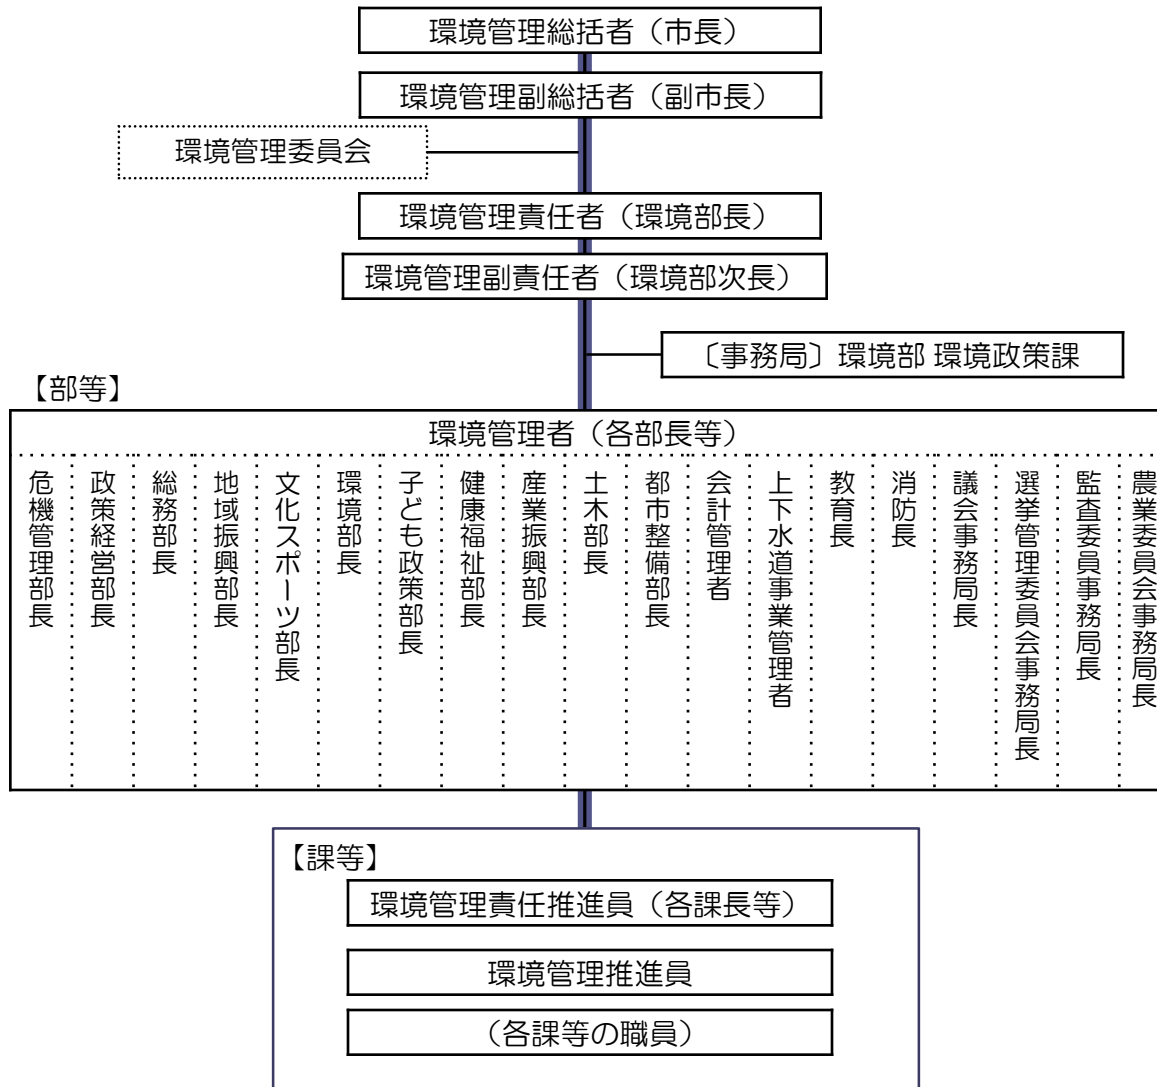 環境管理総括者（市長）
環境管理副総括者（副市長）
環境管理委員会
環境管理責任者（環境部長）
環境管理副責任者（環境部次長）
〔事務局〕環境部 環境政策課
【部等】
環境管理者（各部長等）
危機管理部長
政策経営部長
総務部長
地域振興部長
文化スポーツ部長
環境部長
子ども政策部長
健康福祉部長
産業振興部長
土木部長
都市整備部長
会計管理者
上下水道事業管理者
教育長
消防長
議会事務局長
選挙管理委員会事務局長
監査委員事務局長
農業委員会事務局長
【課等】
環境管理責任推進員（各課長等）
環境管理推進員
（各課等の職員）